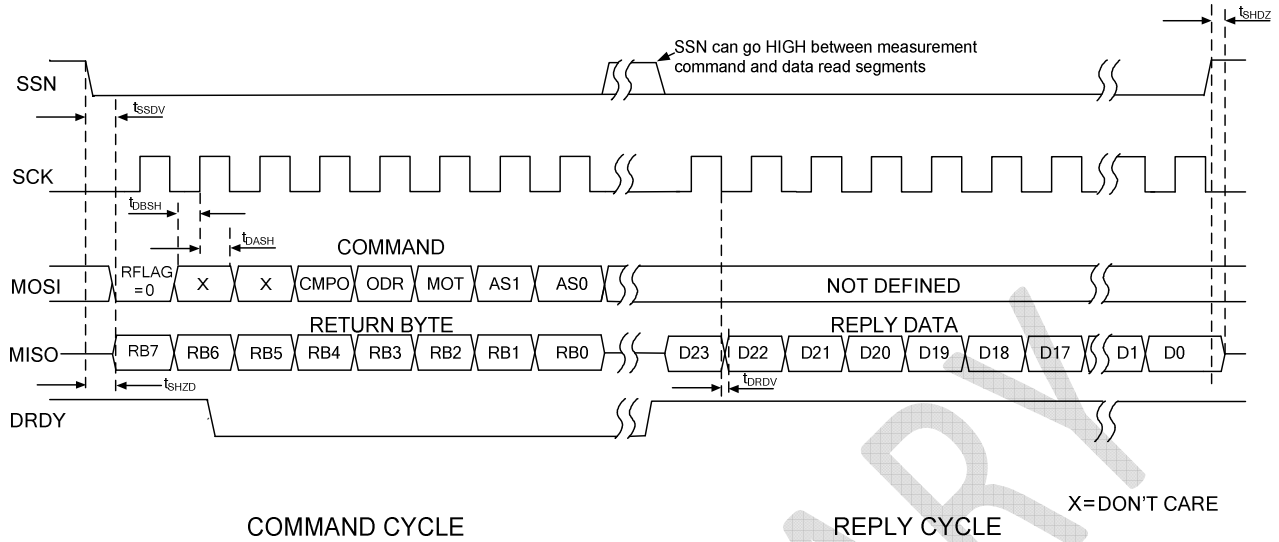 tSHDZ
SSN can go HIGH between measurement
command and data read segments
SSN
tSSDV
SCK
tDBSH
tDASH
COMMAND
MOSI
RFLAG
=0
X X CMPO ODR MOT AS1 AS0
NOT DEFINED
RETURN BYTE
REPLY DATA
MISO
RB7 RB6 RB5 RB4 RB3 RB2 RB1 RB0
D23 D22 D21 D20 D19 D18 D17 D1 D0
tSHZD
tDRDV
DRDY
X=DON'T CARE
COMMAND CYCLE
REPLY CYCLE